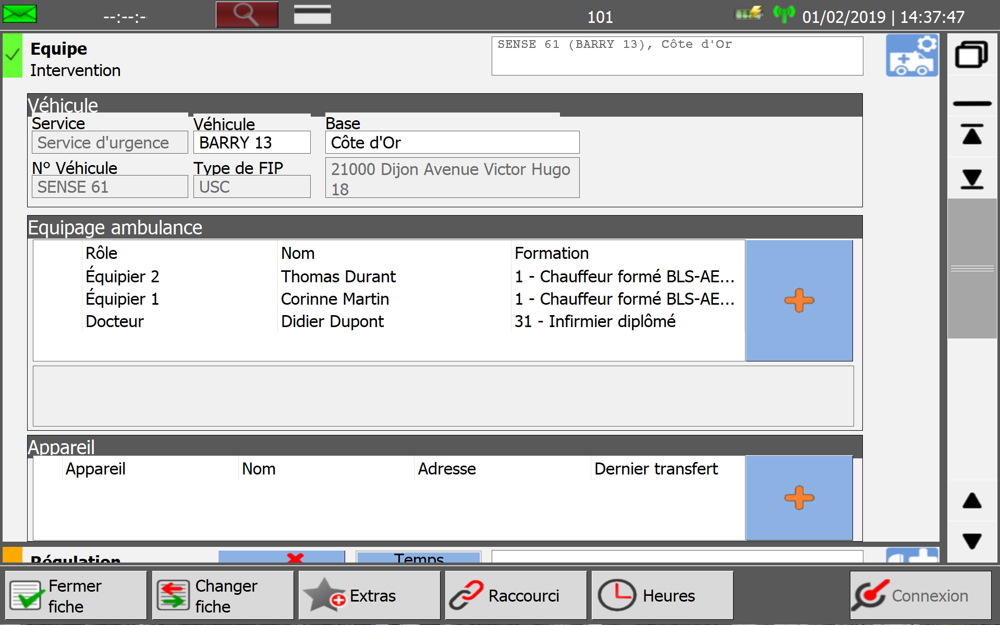 --:--:-
101
01/02/2019 | 14:37:47
Equipe
Intervention
SENSE 61 (BARRY 13), Côte d'Or
Véhicule
Service
Véhicule
Base
Service d'urgence
BARRY 13
Côte d'Or
N° Véhicule
Type de FIP
21000 Dijon Avenue Victor Hugo
18
SENSE 61
USC
Equipage ambulance
Rôle
Nom
Formation
Équipier 2
Thomas Durant
1 - Chauffeur formé BLS-AE...
Équipier 1
Corinne Martin
1 - Chauffeur formé BLS-AE...
Docteur
Didier Dupont
31 - Infirmier diplômé
Appareil
Appareil
Nom
Adresse
Dernier transfert
Régulation
Temps
Fermer
fiche
Changer
fiche
Extras
Raccourci
Heures
Connexion